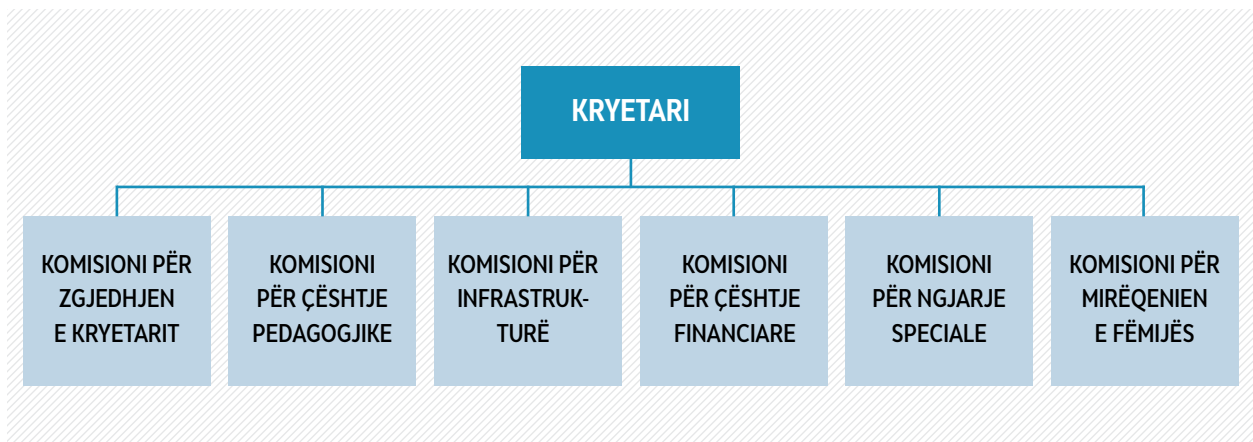 KRYETARI
KOMISIONI PËR
ZGJEDHJEN
E KRYETARIT
KOMISIONI
PËR ÇËSHTJE
PEDAGOGJIKE
KOMISIONI PËR
INFRASTRUK-
TURË
KOMISIONI
PËR ÇËSHTJE
FINANCIARE
KOMISIONI
PËR NGJARJE
SPECIALE
KOMISIONI PËR
MIRËQENIEN
E FËMIJËS